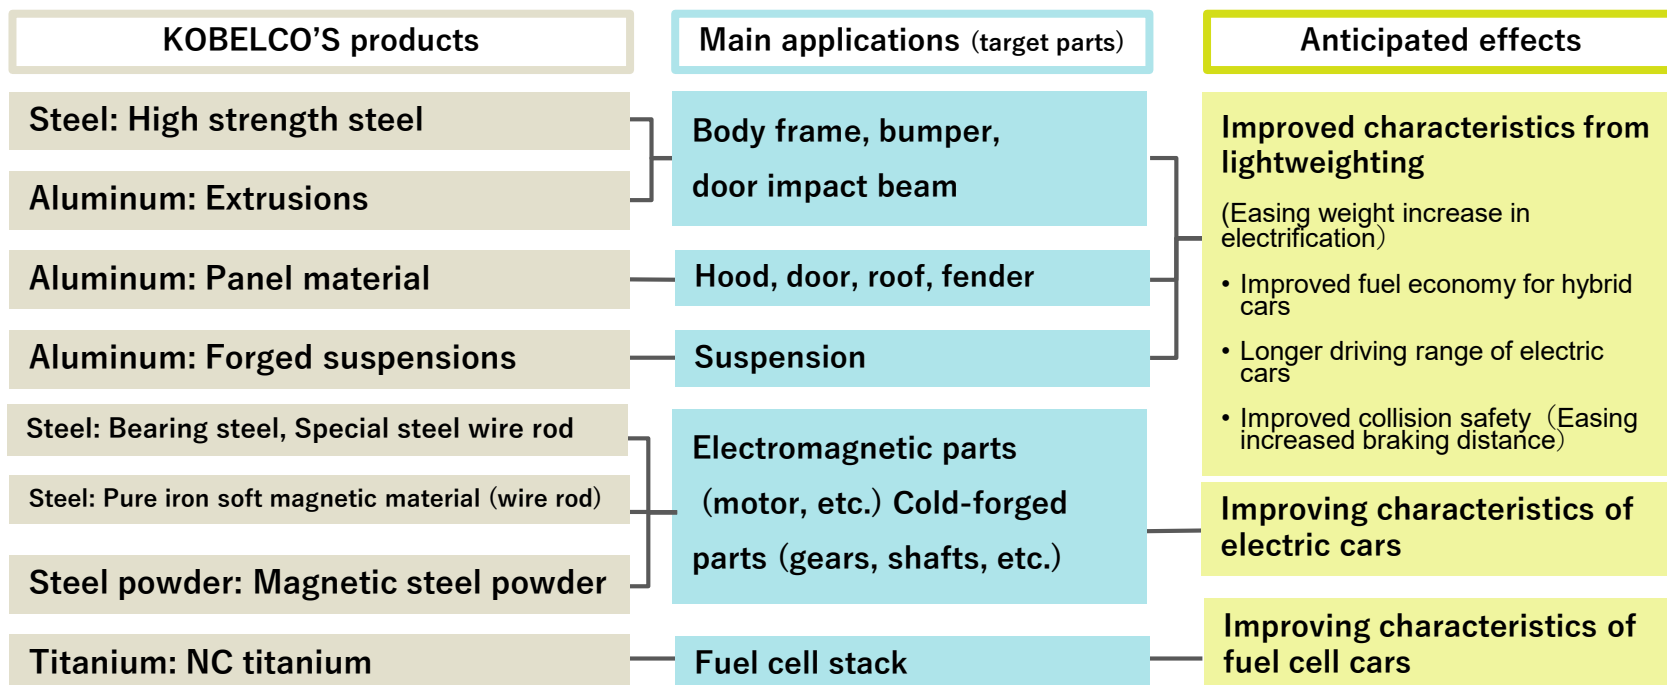 KOBELCO’S products
Main applications (target parts)
Anticipated effects
Steel: High strength steel
Aluminum: Extrusions
Aluminum: Panel material
Aluminum: Forged suspensions
Steel: Bearing steel, Special steel wire rod
Steel: Pure iron soft magnetic material (wire rod)
Steel powder: Magnetic steel powder
Titanium: NC titanium
Body frame, bumper,
door impact beam
Hood, door, roof, fender
Suspension
Electromagnetic parts
（motor, etc.) Cold-forged
parts (gears, shafts, etc.)
Fuel cell stack
Improved characteristics from
lightweighting
(Easing weight increase in
electrification）
• Improved fuel economy for hybrid
cars
• Longer driving range of electric
cars
• Improved collision safety（Easing
increased braking distance）
Improving characteristics of
electric cars
Improving characteristics of
fuel cell cars